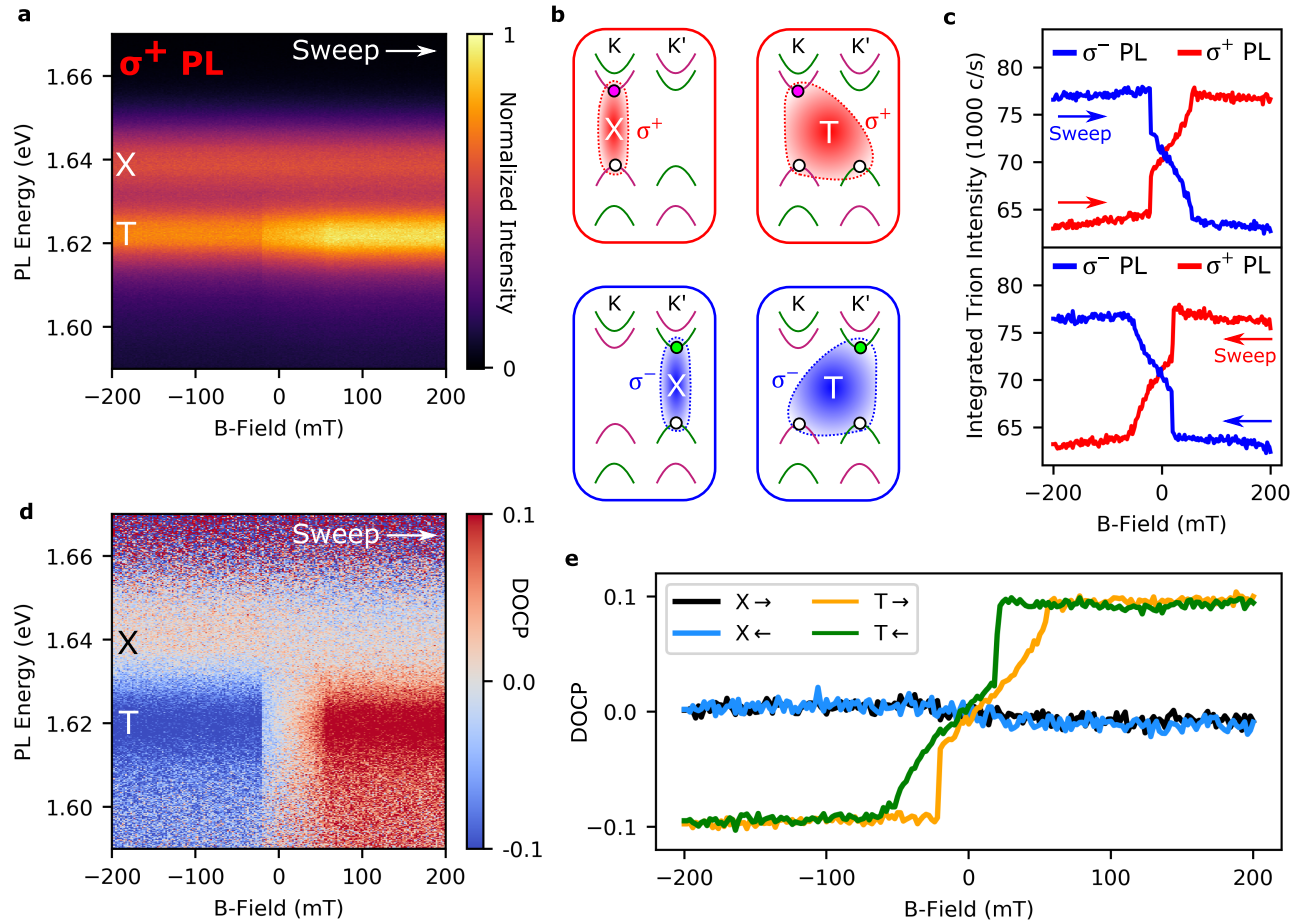 a
σ⁺ PL
Sweep
X
T
1.66
1.64
1.62
1.60
PL Energy (eV)
−200
−100
0
100
200
B-Field (mT)
1
0
Normalized Intensity
b
K K'
X
σ⁺
K K'
T
σ⁺
K K'
σ⁻
X
K K'
σ⁻
T
c
σ⁻ PL σ⁺ PL
Sweep
80
75
70
65
σ⁻ PL σ⁺ PL
Sweep
80
75
70
65
Integrated Trion Intensity (1000 c/s)
−200
0
200
B-Field (mT)
d
Sweep
X
T
1.66
1.64
1.62
1.60
PL Energy (eV)
−200
−100
0
100
200
B-Field (mT)
0.1
0.0
-0.1
DOCP
e
X→ T→
X← T←
0.1
0.0
−0.1
DOCP
−200
−100
0
100
200
B-Field (mT)